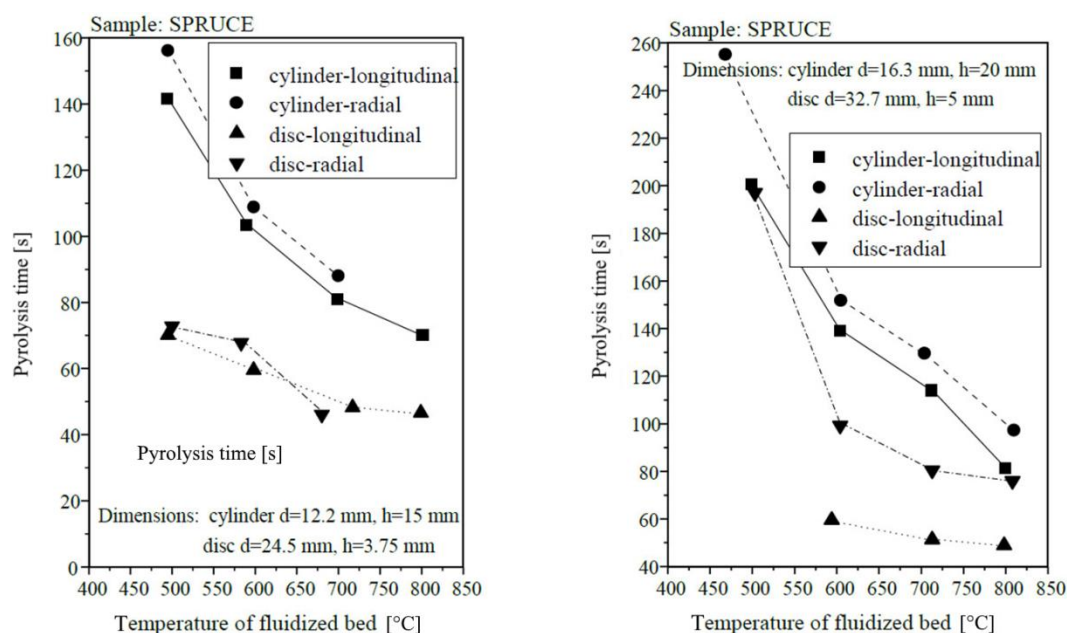 Sample: SPRUCE
160
140
120
100
80
60
40
20
0
Pyrolysis time [s]
cylinder-longitudinal
cylinder-radial
disc-longitudinal
disc-radial
Pyrolysis time [s]
Dimensions: cylinder d=12.2 mm, h=15 mm
disc d=24.5 mm, h=3.75 mm
400 450 500 550 600 650 700 750 800 850
Temperature of fluidized bed [°C]
Sample: SPRUCE
260
240
220
200
180
160
140
120
100
80
60
40
Pyrolysis time [s]
Dimensions: cylinder d=16.3 mm, h=20 mm
disc d=32.7 mm, h=5 mm
cylinder-longitudinal
cylinder-radial
disc-longitudinal
disc-radial
400 450 500 550 600 650 700 750 800 850
Temperature of fluidized bed [°C]